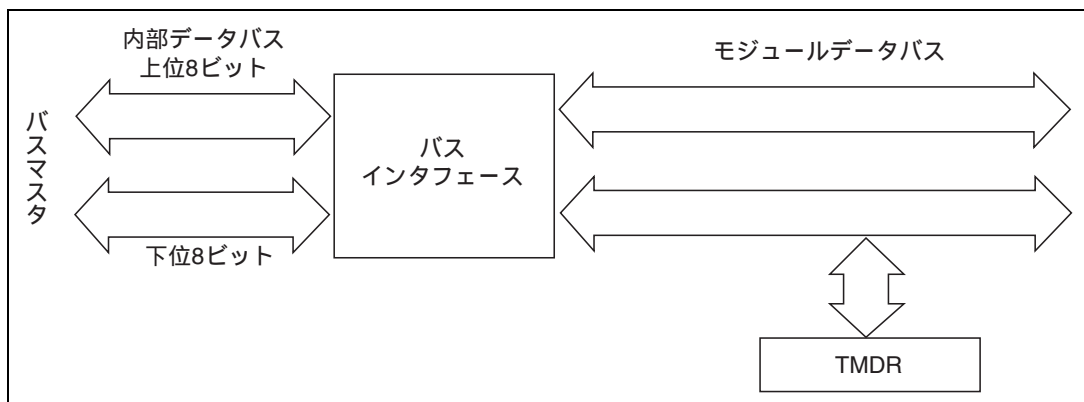 内部データバス
上位8ビット
モジュールデータバス
バスマスタ
バス
インタフェース
下位8ビット
TMDR